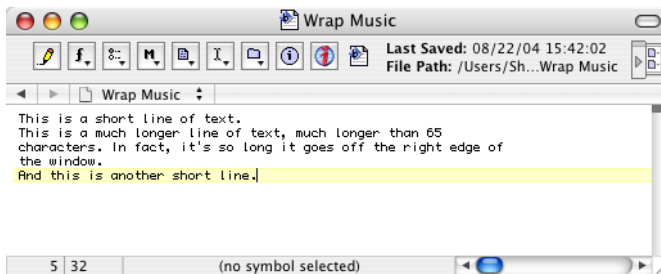 Wrap Music
Last Saved: 08/22/04 15:42:02
File Path: /Users/Sh...Wrap Music
Wrap Music
This is a short line of text.
This is a much longer line of text, much longer than 65
characters. In fact, it's so long it goes off the right edge of
the window.
And this is another short line.
5 32 (no symbol selected)